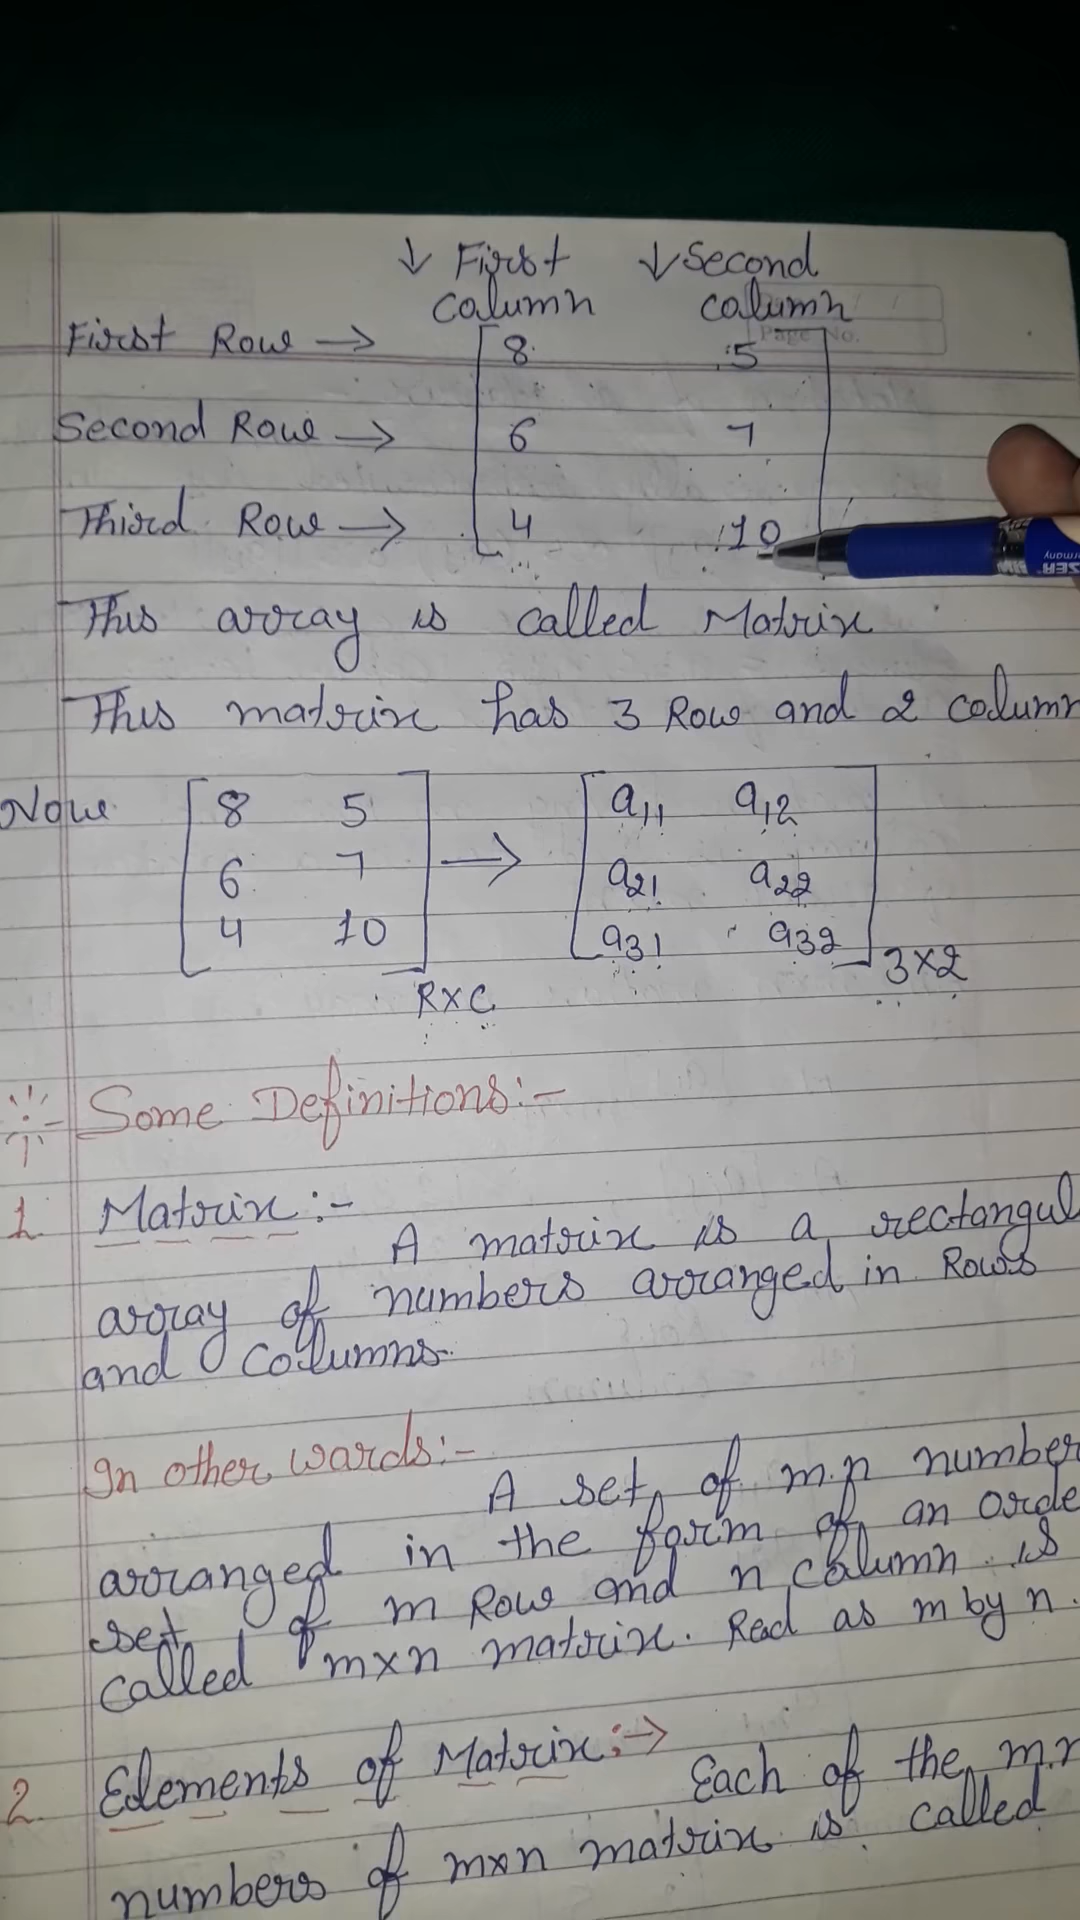 ↓ First ↓ Second
Column column
Page No.
First Row → 8 5
Second Row → 6 7
Third Row → 4 10
This array is called Matrix
This matrix has 3 Row and 2 column
Now [8 5 → [a11 a12
6 7 a21 a22
4 10] a31 a32] 3×2
R×C
Some Definitions:-
1. Matrix:-
A matrix is a rectangul
array of numbers arranged in Rows
and Columns.
In other wards:-
A set of m.n number
arranged in the form of an orde
set of m Row and n column is
called m×n matrix. Read as m by n.
2. Elements of Matrix:→ Each of the m.n
numbers of m×n matrix is called